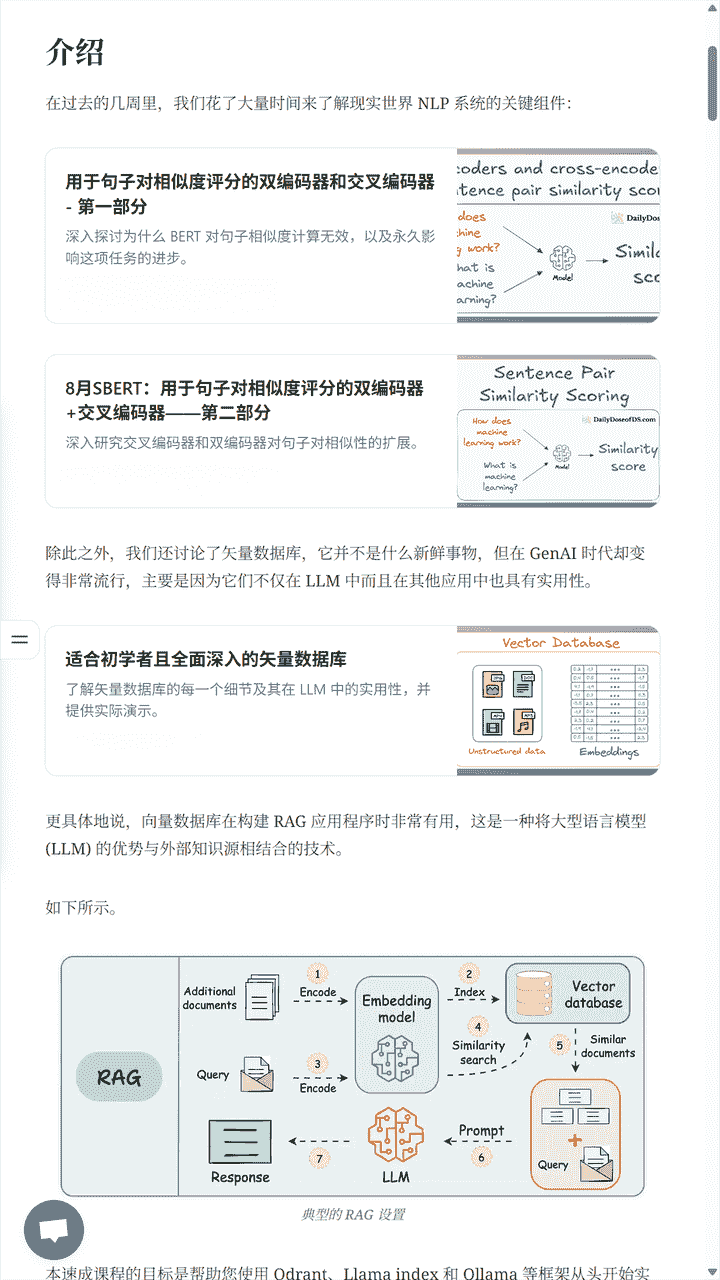 介绍
在过去的几周里，我们花了大量时间来了解现实世界 NLP 系统的关键组件：
用于句子对相似度评分的双编码器和交叉编码器
- 第一部分
深入探讨为什么 BERT 对句子相似度计算无效，以及永久影
响这项任务的进步。
coders and cross-encode
tence pair similarity scor
DailyDos
does
hine
g work?
hat is
achine
arning?
Model
Simila
sco
8月SBERT：用于句子对相似度评分的双编码器
+交叉编码器——第二部分
深入研究交叉编码器和双编码器对句子对相似性的扩展。
Sentence Pair
Similarity Scoring
DailyDoseofDS.com
How does
machine
learning work?
What is
machine
learning?
Model
Similarity
score
除此之外，我们还讨论了矢量数据库，它并不是什么新鲜事物，但在 GenAI 时代却变
得非常流行，主要是因为它们不仅在 LLM 中而且在其他应用中也具有实用性。
适合初学者且全面深入的矢量数据库
了解矢量数据库的每一个细节及其在 LLM 中的实用性，并
提供实际演示。
Vector Database
Unstructured data
Embeddings
更具体地说，向量数据库在构建 RAG 应用程序时非常有用，这是一种将大型语言模型
(LLM) 的优势与外部知识源相结合的技术。
如下所示。
RAG
Additional
documents
1
Encode
Embedding
model
2
Index
Vector
database
4
Similarity
search
5
Similar
documents
Query
3
Encode
Response
7
LLM
Prompt
6
Query
典型的 RAG 设置
本速成课程的目标是帮助您使用 Qdrant、Llama index 和 Ollama 等框架从头开始实